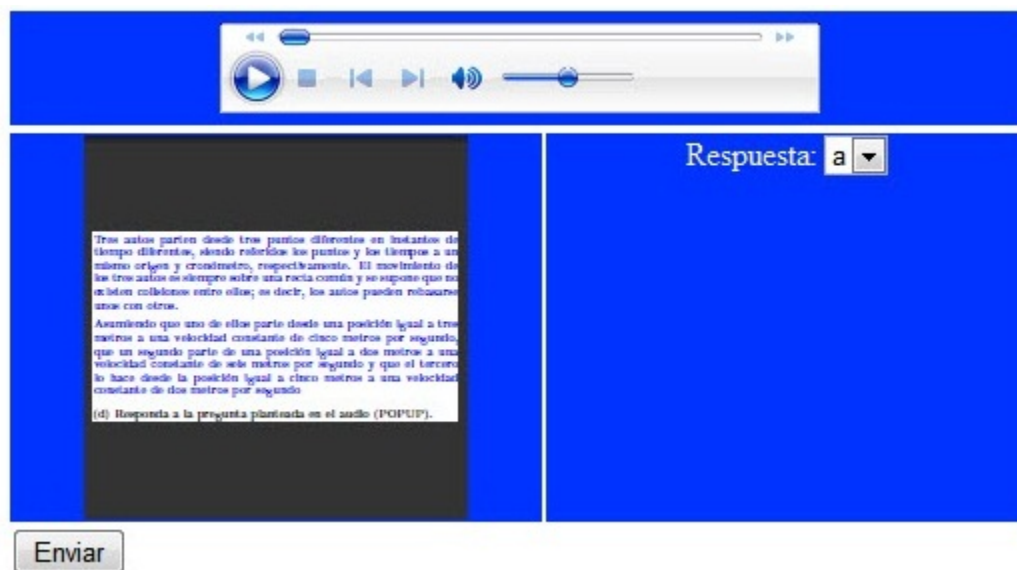 Respuesta: a
Tres autos parten desde tres puntos diferentes en instantes de
tiempo diferentes, siendo referidos los puntos y los tiempos a un
mismo origen y cronómetro, respectivamente. El movimiento de
los tres autos es siempre sobre una recta común y se supone que no
existen colisiones entre ellos; es decir, los autos pueden rebasarse
unos con otros.
Asumiendo que uno de ellos parte desde una posición igual a tres
metros a una velocidad constante de cinco metros por segundo,
que un segundo parte de una posición igual a dos metros a una
velocidad constante de seis metros por segundo y que el tercero
lo hace desde la posición igual a cinco metros a una velocidad
constante de dos metros por segundo
(d) Responda a la pregunta planteada en el audio (POPUP).
Enviar